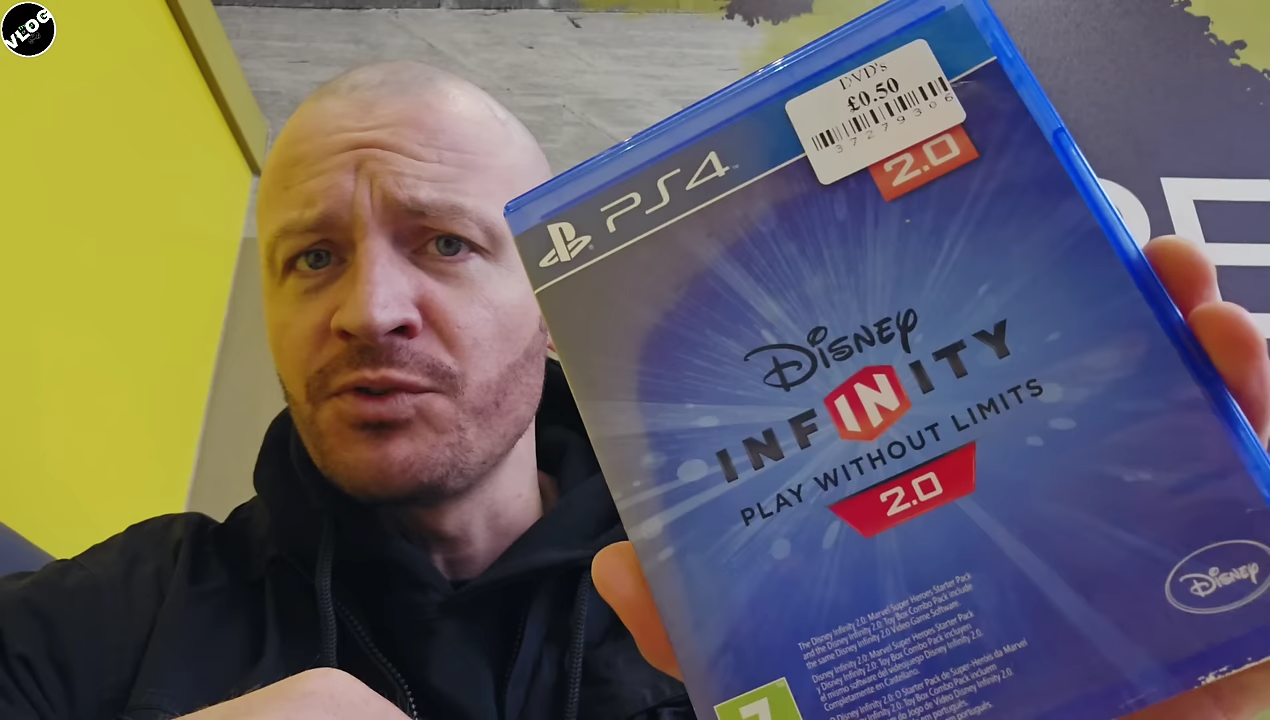 VLOG
DVD's
£0.50
37279306
2.0
PS4
DISNEY
INFINITY
PLAY WITHOUT LIMITS
2.0
Disney
The Disney Infinity 2.0: Marvel Super Heroes Starter Pack
and the Disney Infinity 2.0: Toy Box Combo Pack include
the same Disney Infinity 2.0 Video Game Software.
Disney Infinity 2.0: Marvel Super Heroes Starter Pack
y Disney Infinity 2.0: Toy Box Combo Pack incluyen
el mismo software del videojuego Disney Infinity 2.0.
Completamente en Castellano.
Disney Infinity 2.0: O Starter Pack de Super-Heróis da Marvel
7